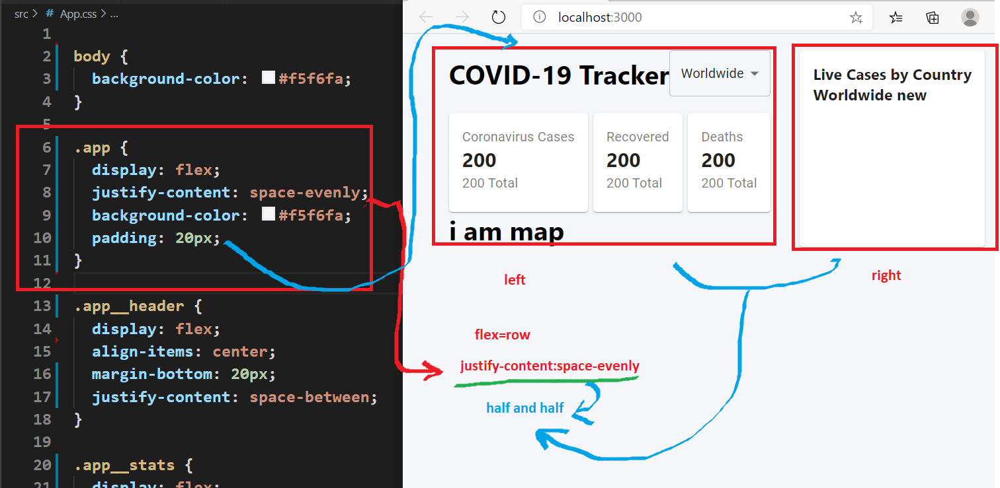 src > # App.css > ...
1
2 body {
3 background-color: #f5f6fa;
4 }
5
6 .app {
7 display: flex;
8 justify-content: space-evenly;
9 background-color: #f5f6fa;
10 padding: 20px;
11 }
12
13 .app__header {
14 display: flex;
15 align-items: center;
16 margin-bottom: 20px;
17 justify-content: space-between;
18 }
19
20 .app__stats {
21 display: flex;
localhost:3000
COVID-19 Tracker
Worldwide
Coronavirus Cases
200
200 Total
Recovered
200
200 Total
Deaths
200
200 Total
i am map
Live Cases by Country
Worldwide new
left
right
flex=row
justify-content:space-evenly
half and half